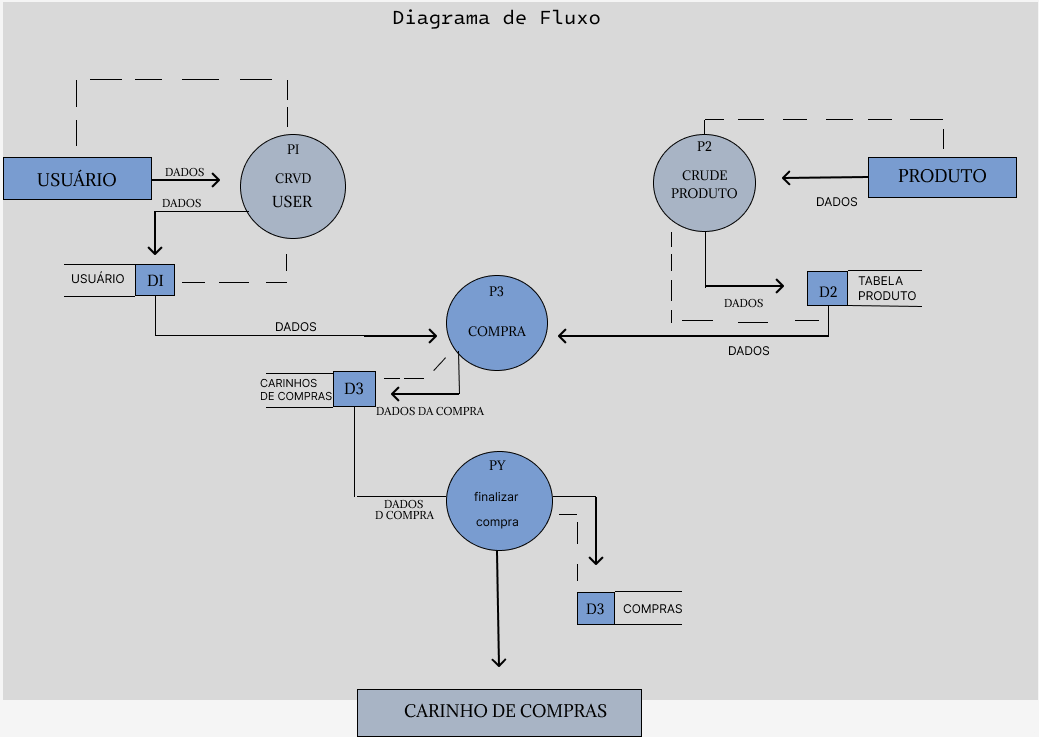 Diagrama de Fluxo
PI
CRVD
USER
USUÁRIO
DADOS
DADOS
USUÁRIO
DI
P2
CRUDE
PRODUTO
PRODUTO
DADOS
DADOS
D2
TABELA
PRODUTO
P3
COMPRA
DADOS
DADOS
CARINHOS
DE COMPRAS
D3
DADOS DA COMPRA
PY
finalizar
compra
DADOS
D COMPRA
D3
COMPRAS
CARINHO DE COMPRAS